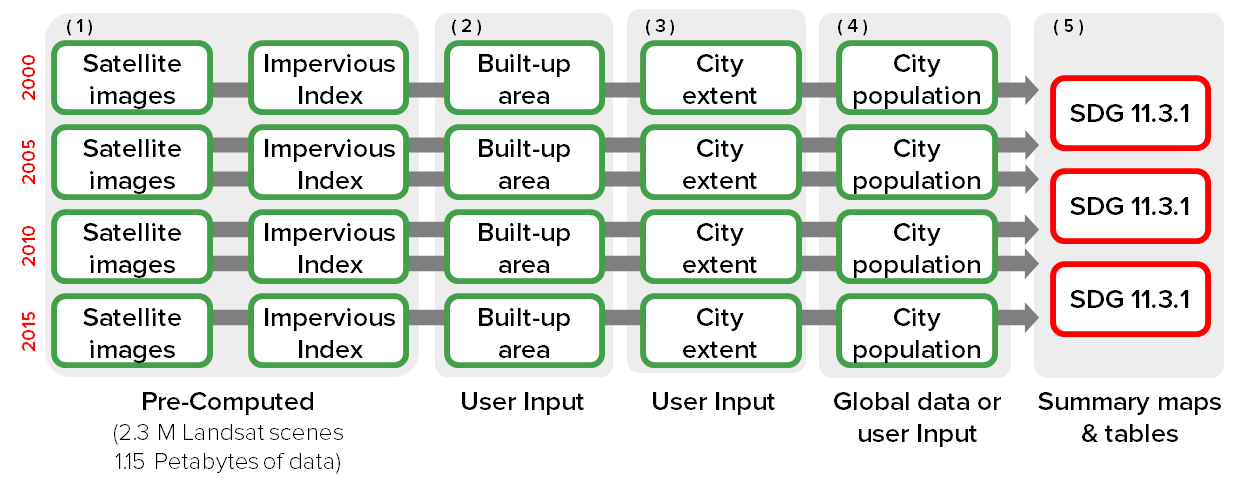 (1)
(2)
(3)
(4)
(5)
2000
Satellite
images
Impervious
Index
Built-up
area
City
extent
City
population
SDG 11.3.1
2005
Satellite
images
Impervious
Index
Built-up
area
City
extent
City
population
SDG 11.3.1
2010
Satellite
images
Impervious
Index
Built-up
area
City
extent
City
population
SDG 11.3.1
2015
Satellite
images
Impervious
Index
Built-up
area
City
extent
City
population
Pre-Computed
(2.3 M Landsat scenes
1.15 Petabytes of data)
User Input
User Input
Global data or
user Input
Summary maps
& tables